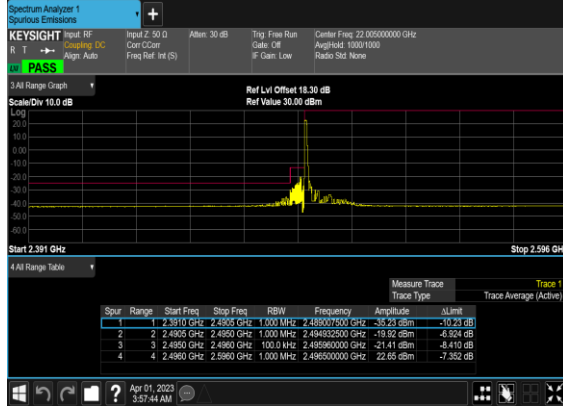 Spectrum Analyzer 1
Spurious Emissions
+
KEYSIGHT Input: RF Input Z: 50 Ω Atten: 30 dB Trig: Free Run Center Freq: 22.005000000 GHz
R T Coupling: DC Corr CCorr Gate: Off Avg|Hold: 1000/1000
Align: Auto Freq Ref: Int (S) IF Gain: Low Radio Std: None
PASS
3 All Range Graph
Ref Lvl Offset 18.30 dB
Scale/Div 10.0 dB Ref Value 30.00 dBm
Log
20.0
10.0
0.00
-10.0
-20.0
-30.0
-40.0
-50.0
-60.0
Start 2.391 GHz Stop 2.596 GH
4 All Range Table
Measure Trace Trace 1
Trace Type Trace Average (Active)
Spur Range Start Freq Stop Freq RBW Frequency Amplitude ΔLimit
1 1 2.3910 GHz 2.4905 GHz 1.000 MHz 2.489007500 GHz -35.23 dBm -10.23 dB
2 2 2.4905 GHz 2.4950 GHz 1.000 MHz 2.494932500 GHz -19.92 dBm -6.924 dB
3 3 2.4950 GHz 2.4960 GHz 100.0 kHz 2.495960000 GHz -21.41 dBm -8.410 dB
4 4 2.4960 GHz 2.5960 GHz 1.000 MHz 2.496500000 GHz 22.65 dBm -7.352 dB
? Apr 01, 2023
3:57:44 AM